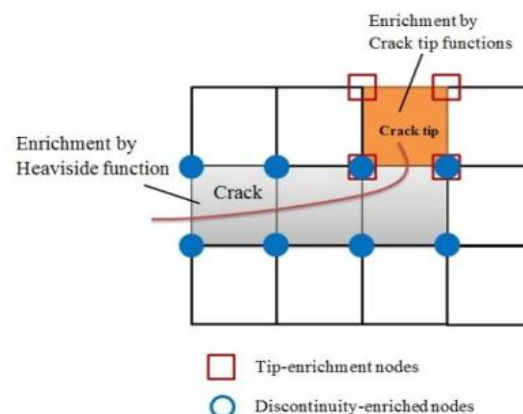 Enrichment by
Crack tip functions
Crack tip
Enrichment by
Heaviside function
Crack
Tip-enrichment nodes
Discontinuity-enriched nodes